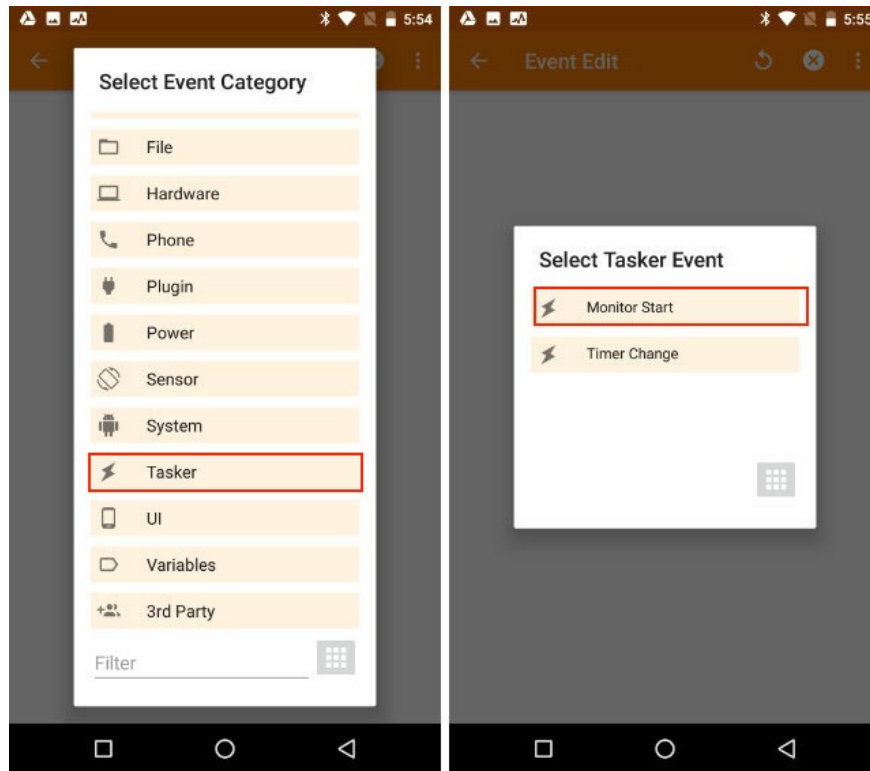 5:54
Select Event Category
File
Hardware
Phone
Plugin
Power
Sensor
System
Tasker
UI
Variables
3rd Party
Filter
5:55
Event Edit
Select Tasker Event
Monitor Start
Timer Change